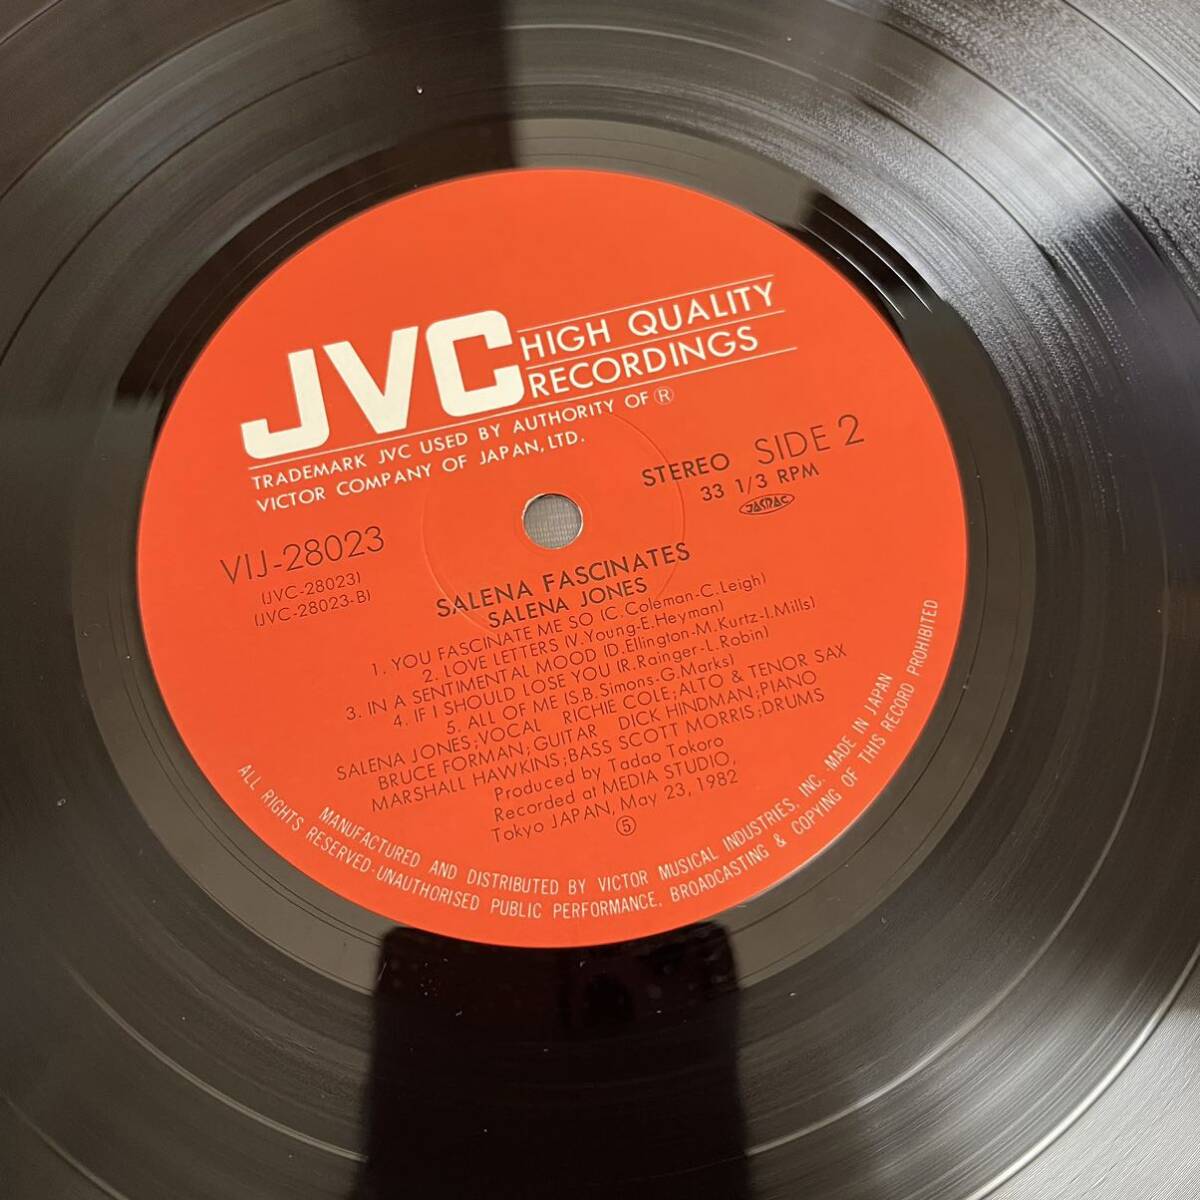 JVC HIGH QUALITY
RECORDINGS
TRADEMARK JVC USED BY AUTHORITY OF Ⓡ
VICTOR COMPANY OF JAPAN, LTD.
STEREO SIDE 2
33 1/3 RPM
JASRAC
VIJ-28023
(JVC-28023)
(JVC-28023-B)
SALENA FASCINATES
SALENA JONES
1. YOU FASCINATE ME SO (C. Coleman-C. Leigh)
2. LOVE LETTERS (V. Young-E. Heyman)
3. IN A SENTIMENTAL MOOD (D. Ellington-M. Kurtz-I. Mills)
4. IF I SHOULD LOSE YOU (R. Rainger-L. Robin)
5. ALL OF ME (S.B. Simons-G. Marks)
SALENA JONES; VOCAL RICHIE COLE; ALTO & TENOR SAX
BRUCE FORMAN; GUITAR DICK HINDMAN; PIANO
MARSHALL HAWKINS; BASS SCOTT MORRIS; DRUMS
Produced by Tadao Tokoro
Recorded at MEDIA STUDIO,
Tokyo JAPAN, May 23, 1982
⑤
MANUFACTURED AND DISTRIBUTED BY VICTOR MUSICAL INDUSTRIES, INC. MADE IN JAPAN
ALL RIGHTS RESERVED·UNAUTHORISED PUBLIC PERFORMANCE, BROADCASTING & COPYING OF THIS RECORD PROHIBITED